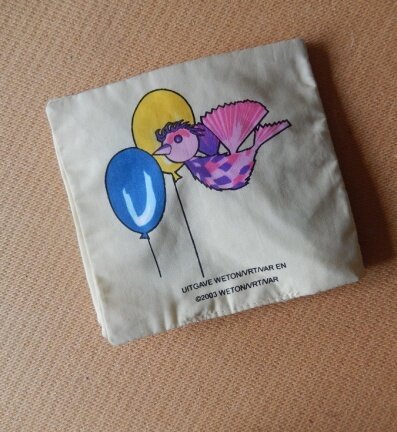 UITGAVE WETON/VRT/VAR EN
©2003 WETON/VRT/VAR